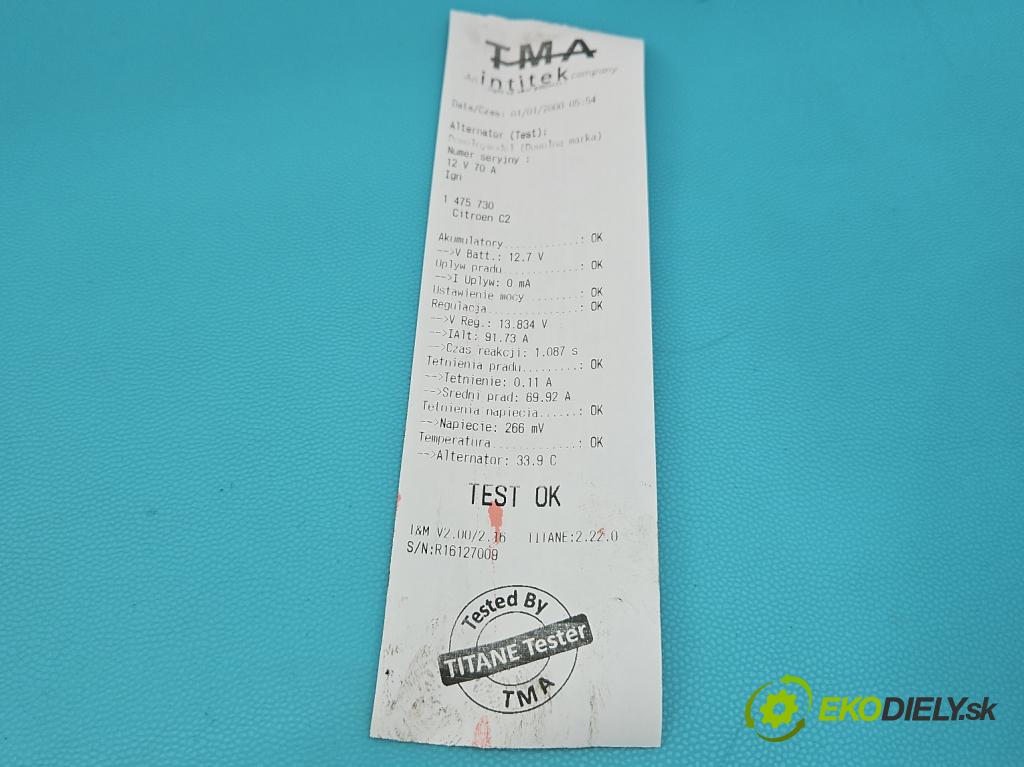 TMA
An intitek company
Data/Czas: 01/01/2000 05:54
Alternator (Test):
(Dowolna marka)
Numer seryjny :
12 V 70 A
Ign
1 475 730
Citroen C2
Akumulatory...........: OK
-->V Batt.: 12.7 V
Uplyw pradu...........: OK
-->I Uplyw: 0 mA
Ustawienie mocy.......: OK
Regulacja.............: OK
-->V Reg.: 13.834 V
-->IAlt: 91.73 A
-->Czas reakcji: 1.087 s
Tetnienia pradu........: OK
-->Tetnienie: 0.11 A
-->Sredni prad: 69.92 A
Tetnienia napiecia.....: OK
-->Napiecie: 266 mV
Temperatura............: OK
-->Alternator: 33.9 C
TEST OK
I&M V2.00/2.16 TITANE:2.22.0
S/N:R16127009
Tested By
TITANE Tester
TMA
EKODIELY.sk